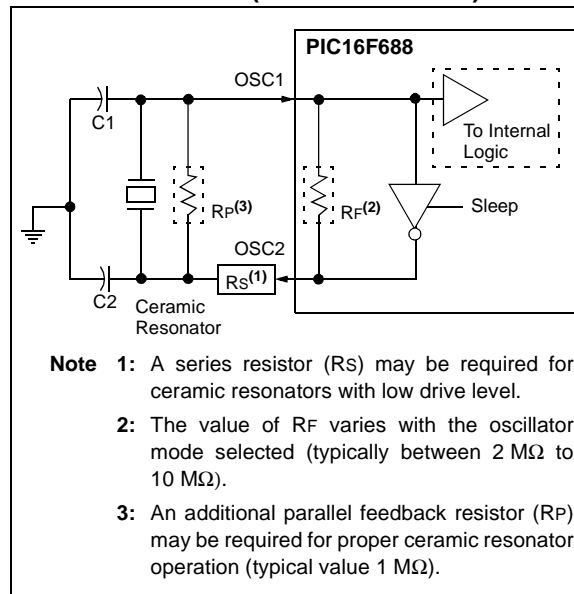 PIC16F688
OSC1
C1
To Internal
Logic
RP(3)
RF(2)
Sleep
OSC2
RS(1)
C2
Ceramic
Resonator
Note 1: A series resistor (RS) may be required for
ceramic resonators with low drive level.
2: The value of RF varies with the oscillator
mode selected (typically between 2 MΩ to
10 MΩ).
3: An additional parallel feedback resistor (RP)
may be required for proper ceramic resonator
operation (typical value 1 MΩ).